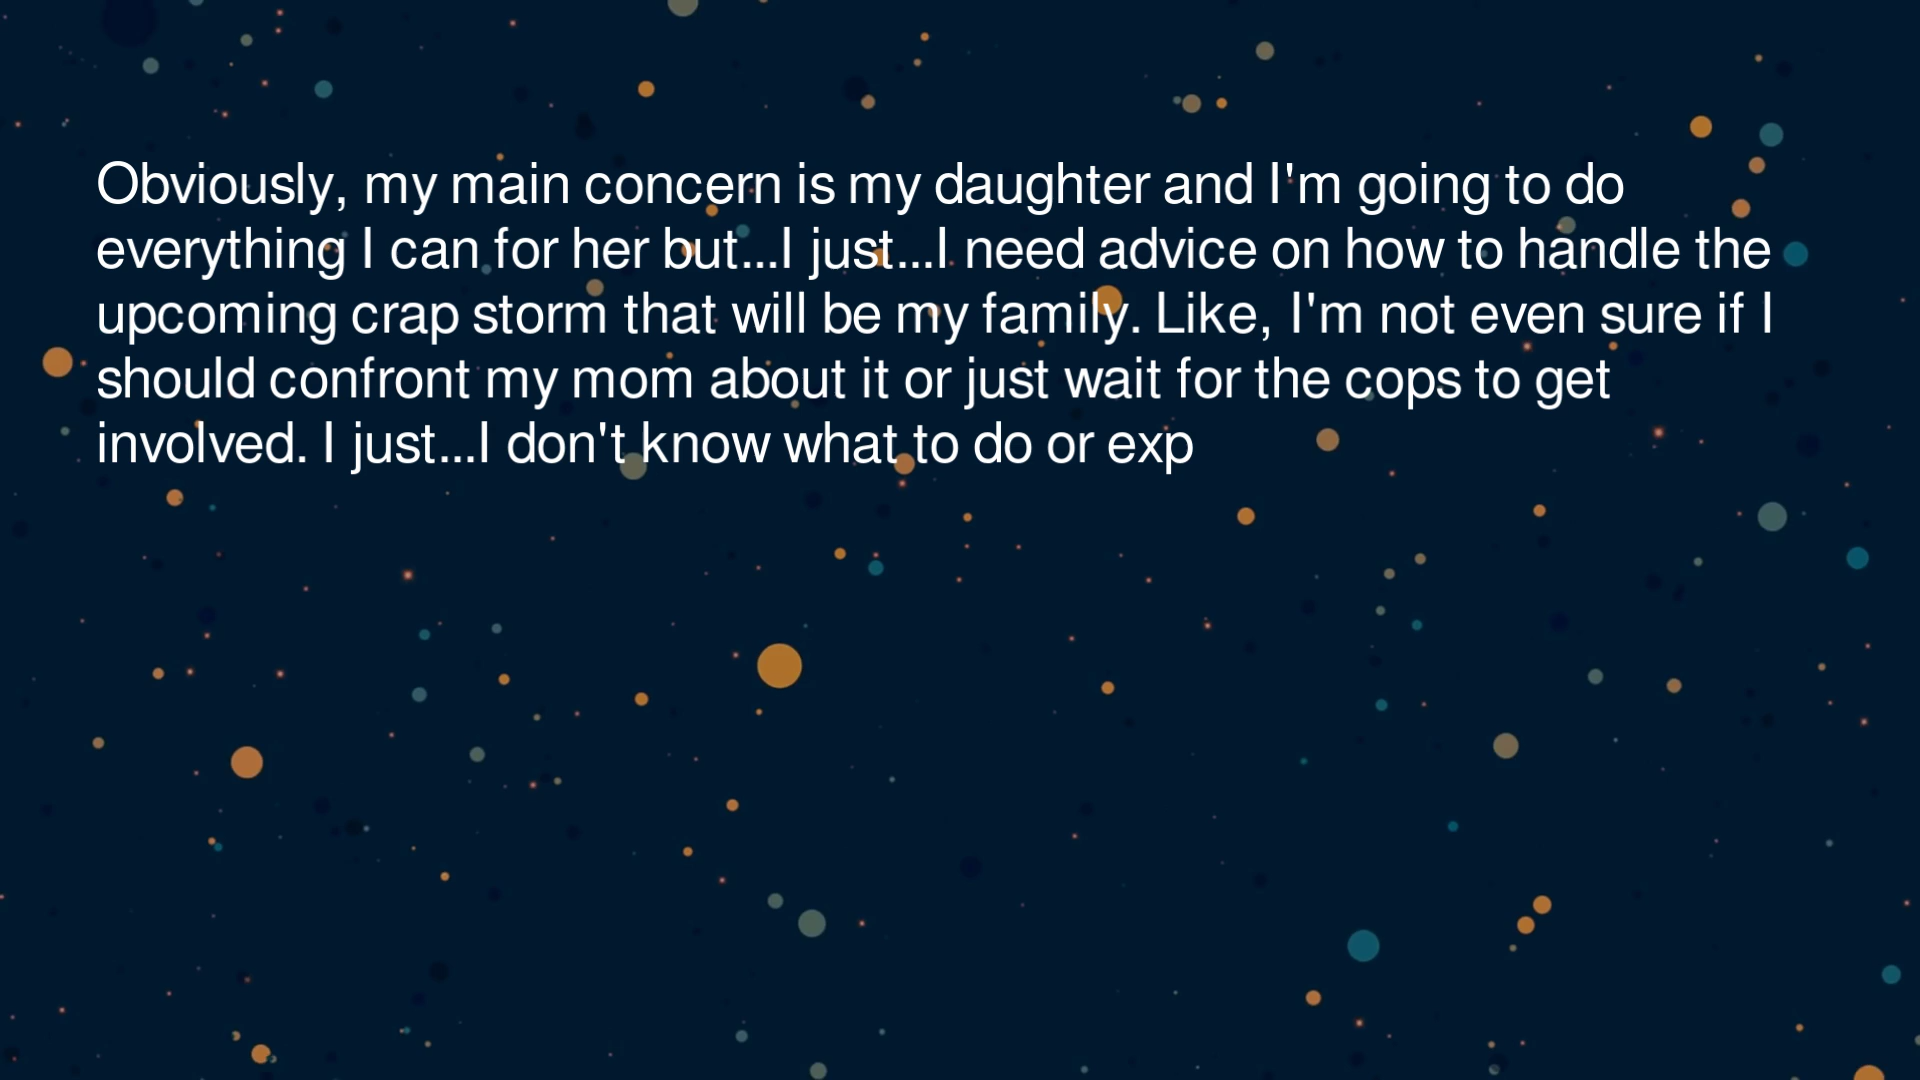 Obviously, my main concern is my daughter and I'm going to do
everything I can for her but...I just...I need advice on how to handle the
upcoming crap storm that will be my family. Like, I'm not even sure if I
should confront my mom about it or just wait for the cops to get
involved. I just...I don't know what to do or exp